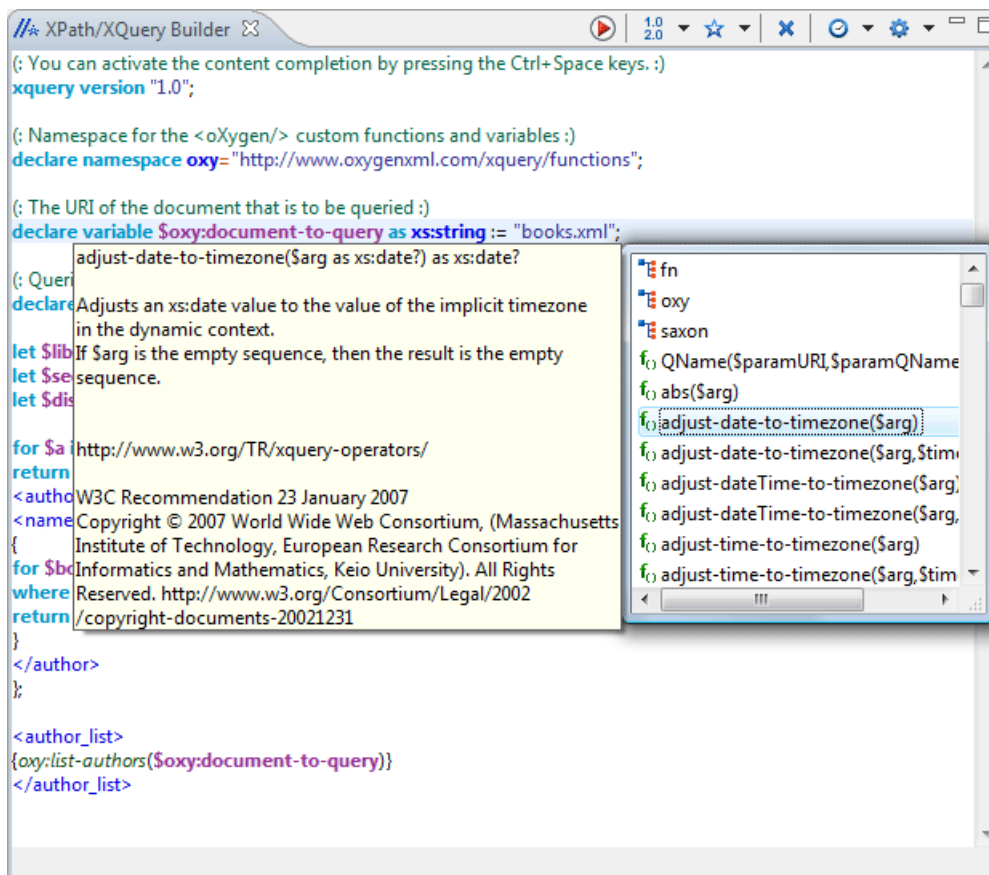 XPath/XQuery Builder
1.0
2.0
(: You can activate the content completion by pressing the Ctrl+Space keys. :)
xquery version "1.0";
(: Namespace for the <oXygen/> custom functions and variables :)
declare namespace oxy="http://www.oxygenxml.com/xquery/functions";
(: The URI of the document that is to be queried :)
declare variable $oxy:document-to-query as xs:string := "books.xml";
(: Queri
declare
let $lib
let $se
let $dis
for $a i
return
<autho
<name
{
for $bo
where
return
}
</author>
};
<author_list>
{oxy:list-authors($oxy:document-to-query)}
</author_list>
adjust-date-to-timezone($arg as xs:date?) as xs:date?
Adjusts an xs:date value to the value of the implicit timezone
in the dynamic context.
If $arg is the empty sequence, then the result is the empty
sequence.
http://www.w3.org/TR/xquery-operators/
W3C Recommendation 23 January 2007
Copyright © 2007 World Wide Web Consortium, (Massachusetts
Institute of Technology, European Research Consortium for
Informatics and Mathematics, Keio University). All Rights
Reserved. http://www.w3.org/Consortium/Legal/2002
/copyright-documents-20021231
fn
oxy
saxon
f() QName($paramURI,$paramQName
f() abs($arg)
f() adjust-date-to-timezone($arg)
f() adjust-date-to-timezone($arg,$tim
f() adjust-dateTime-to-timezone($arg)
f() adjust-dateTime-to-timezone($arg,
f() adjust-time-to-timezone($arg)
f() adjust-time-to-timezone($arg,$tim